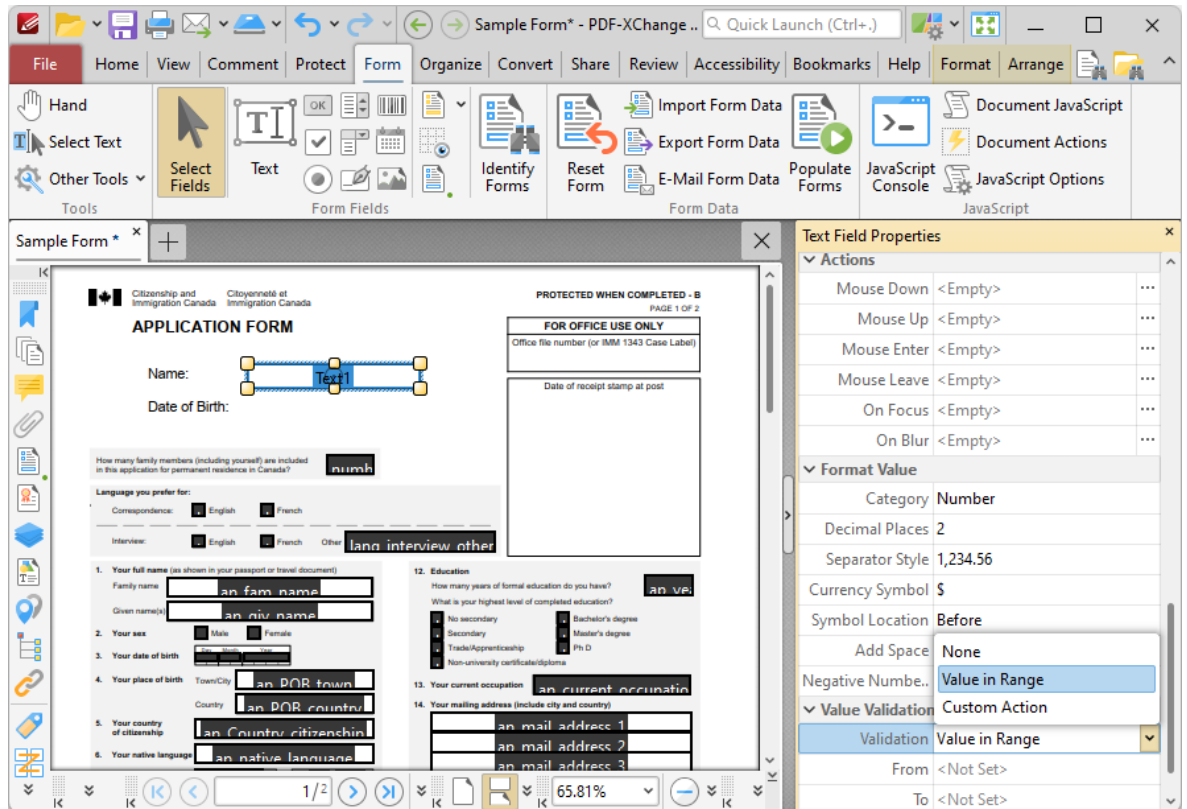 Sample Form* - PDF-XChange ..
Quick Launch (Ctrl+.)
File Home View Comment Protect Form Organize Convert Share Review Accessibility Bookmarks Help Format Arrange
Hand
Select Text
Other Tools
Tools
Select Fields
Text
OK
Form Fields
Identify Forms
Reset Form
Import Form Data
Export Form Data
E-Mail Form Data
Populate Forms
Form Data
JavaScript Console
Document JavaScript
Document Actions
JavaScript Options
JavaScript
Sample Form *
Citizenship and Immigration Canada
Citoyenneté et Immigration Canada
PROTECTED WHEN COMPLETED - B
PAGE 1 OF 2
APPLICATION FORM
FOR OFFICE USE ONLY
Office file number (or IMM 1343 Case Label)
Name:
Text1
Date of receipt stamp at post
Date of Birth:
How many family members (including yourself) are included
in this application for permanent residence in Canada?
Language you prefer for:
Correspondence: English French
Interview: English French Other lang_interview_other
1. Your full name (as shown in your passport or travel document)
Family name an_fam_name
Given name(s) an_giv_name
2. Your sex Male Female
3. Your date of birth Day Month Year
4. Your place of birth Town/City an_POB_town
Country an_POB_country
5. Your country of citizenship an_Country_citizenship
6. Your native language an_native_language
12. Education
How many years of formal education do you have?
What is your highest level of completed education?
No secondary Bachelor's degree
Secondary Master's degree
Trade/Apprenticeship Ph D
Non-university certificate/diploma
13. Your current occupation an_current_occupatio
14. Your mailing address (include city and country)
an_mail_address_1
an_mail_address_2
an_mail_address_3
1/2
65.81%
Text Field Properties
Actions
Mouse Down <Empty>
Mouse Up <Empty>
Mouse Enter <Empty>
Mouse Leave <Empty>
On Focus <Empty>
On Blur <Empty>
Format Value
Category Number
Decimal Places 2
Separator Style 1,234.56
Currency Symbol $
Symbol Location Before
Add Space
Negative Numbe..
None
Value in Range
Custom Action
Value Validation
Validation Value in Range
From <Not Set>
To <Not Set>